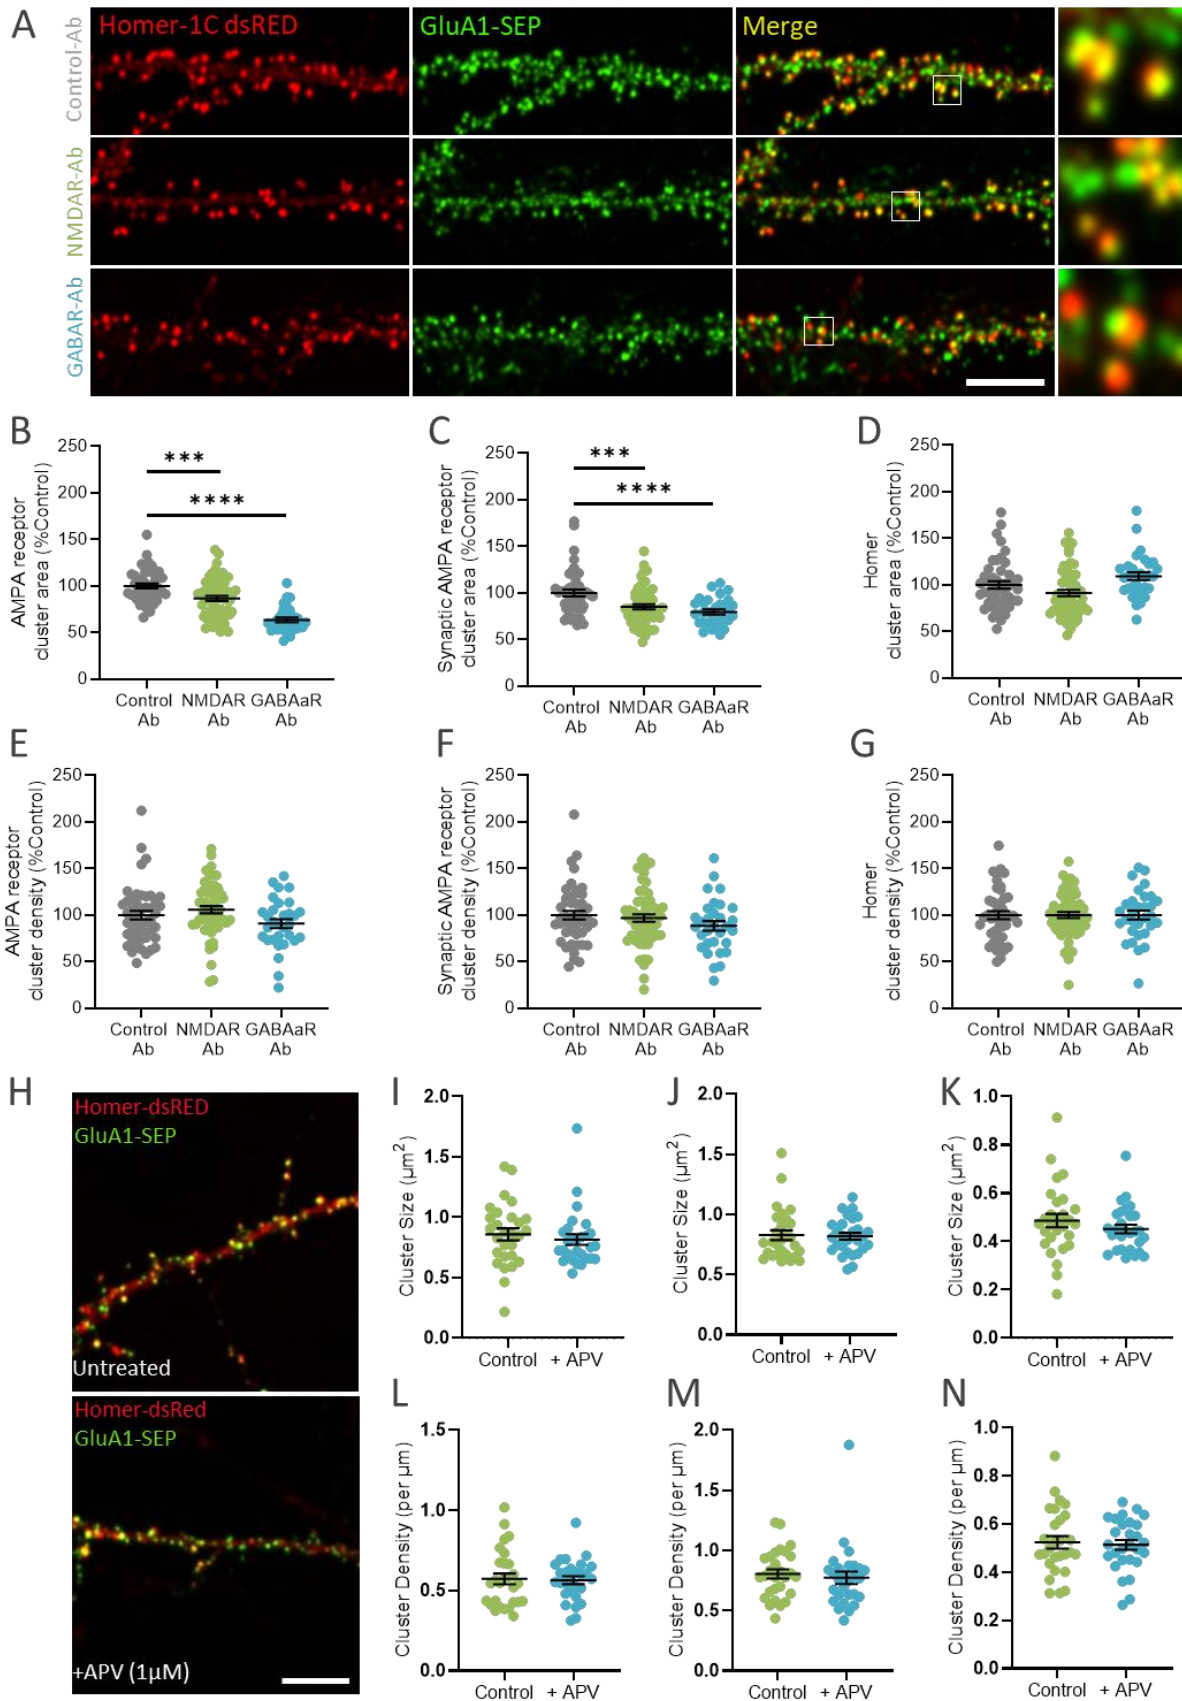 A
Homer-1C dsRED
GluA1-SEP
Merge
Control-Ab
NMDAR-Ab
GABAR-Ab
B
AMPA receptor
cluster area (%Control)
250
200
150
100
50
0
***
****
Control
Ab
NMDAR
Ab
GABAaR
Ab
C
Synaptic AMPA receptor
cluster area (%Control)
250
200
150
100
50
0
***
****
Control
Ab
NMDAR
Ab
GABAaR
Ab
D
Homer
cluster area (%Control)
250
200
150
100
50
0
Control
Ab
NMDAR
Ab
GABAaR
Ab
E
AMPA receptor
cluster density (%Control)
250
200
150
100
50
0
Control
Ab
NMDAR
Ab
GABAaR
Ab
F
Synaptic AMPA receptor
cluster density (%Control)
250
200
150
100
50
0
Control
Ab
NMDAR
Ab
GABAaR
Ab
G
Homer
cluster density (%Control)
250
200
150
100
50
0
Control
Ab
NMDAR
Ab
GABAaR
Ab
H
Homer-dsRED
GluA1-SEP
Untreated
Homer-dsRed
GluA1-SEP
+APV (1µM)
I
Cluster Size (µm²)
2.0
1.5
1.0
0.5
0.0
Control + APV
J
Cluster Size (µm²)
2.0
1.5
1.0
0.5
0.0
Control + APV
K
Cluster Size (µm²)
1.0
0.8
0.6
0.4
0.2
0.0
Control + APV
L
Cluster Density (per µm)
1.5
1.0
0.5
0.0
Control + APV
M
Cluster Density (per µm)
2.0
1.5
1.0
0.5
0.0
Control + APV
N
Cluster Density (per µm)
1.0
0.8
0.6
0.4
0.2
0.0
Control + APV